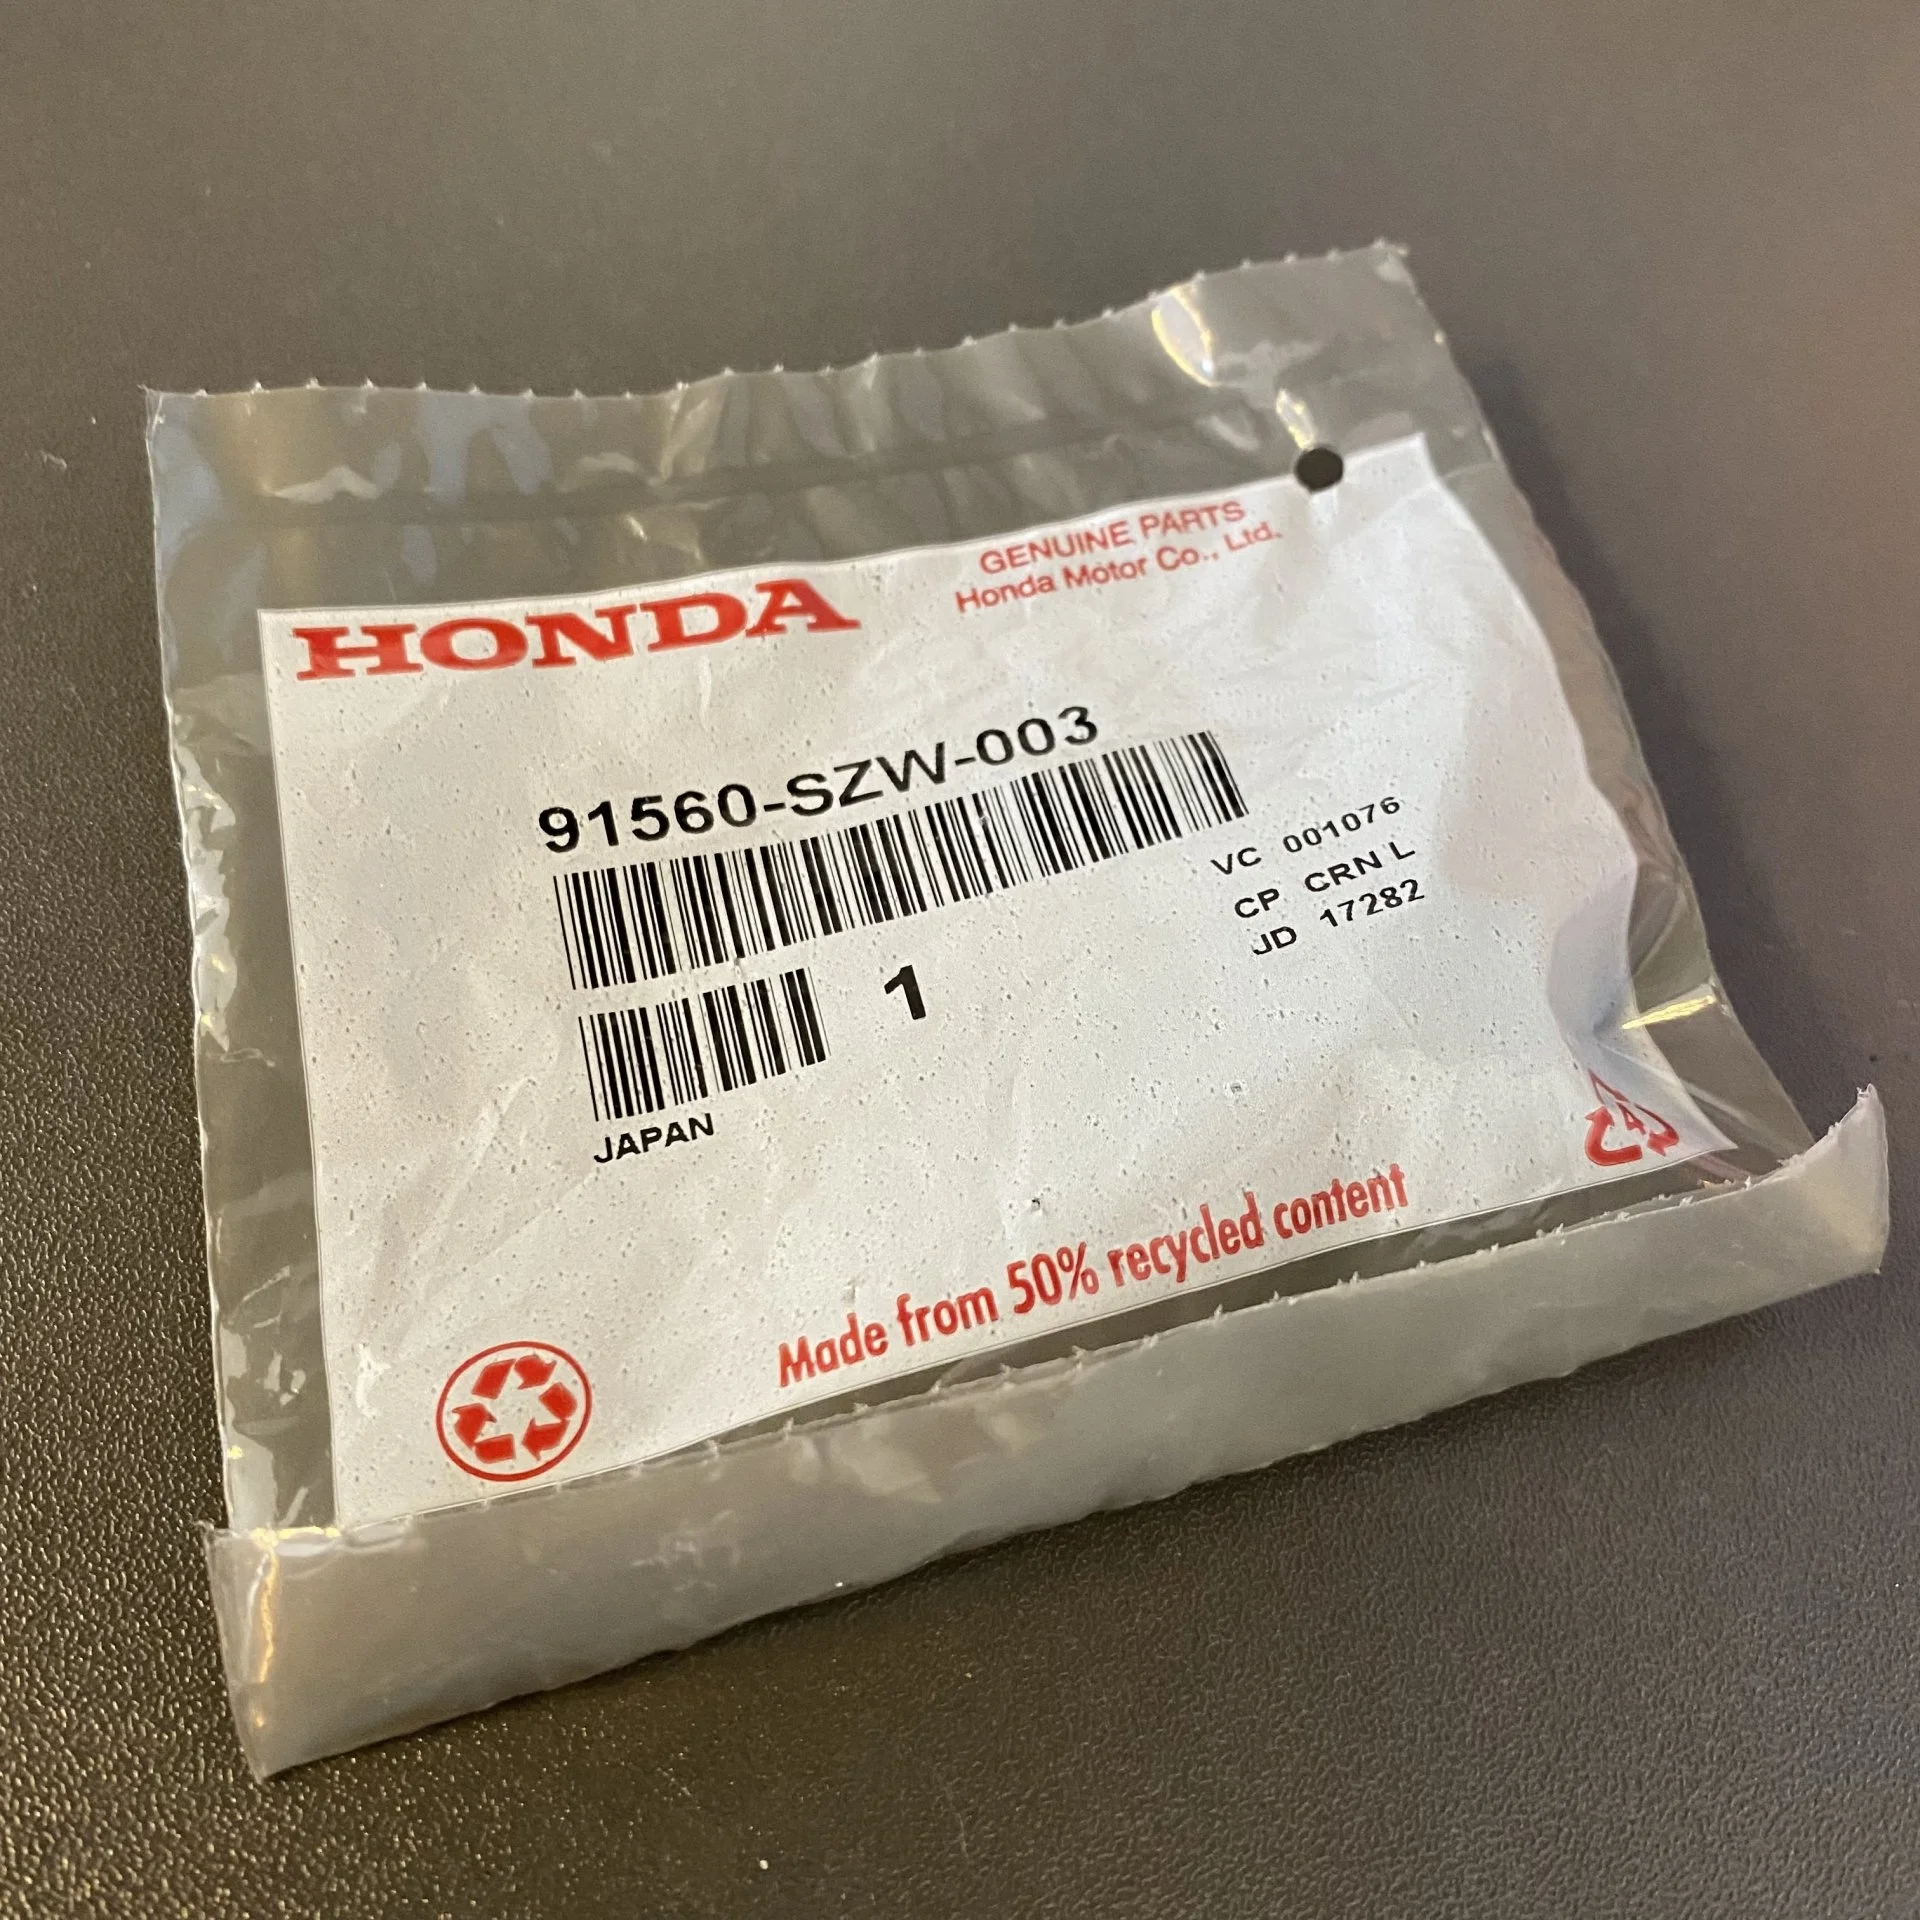 HONDA
GENUINE PARTS
Honda Motor Co., Ltd.
91560-SZW-003
VC 001076
CP CRN L
JD 17282
1
JAPAN
4
Made from 50% recycled content